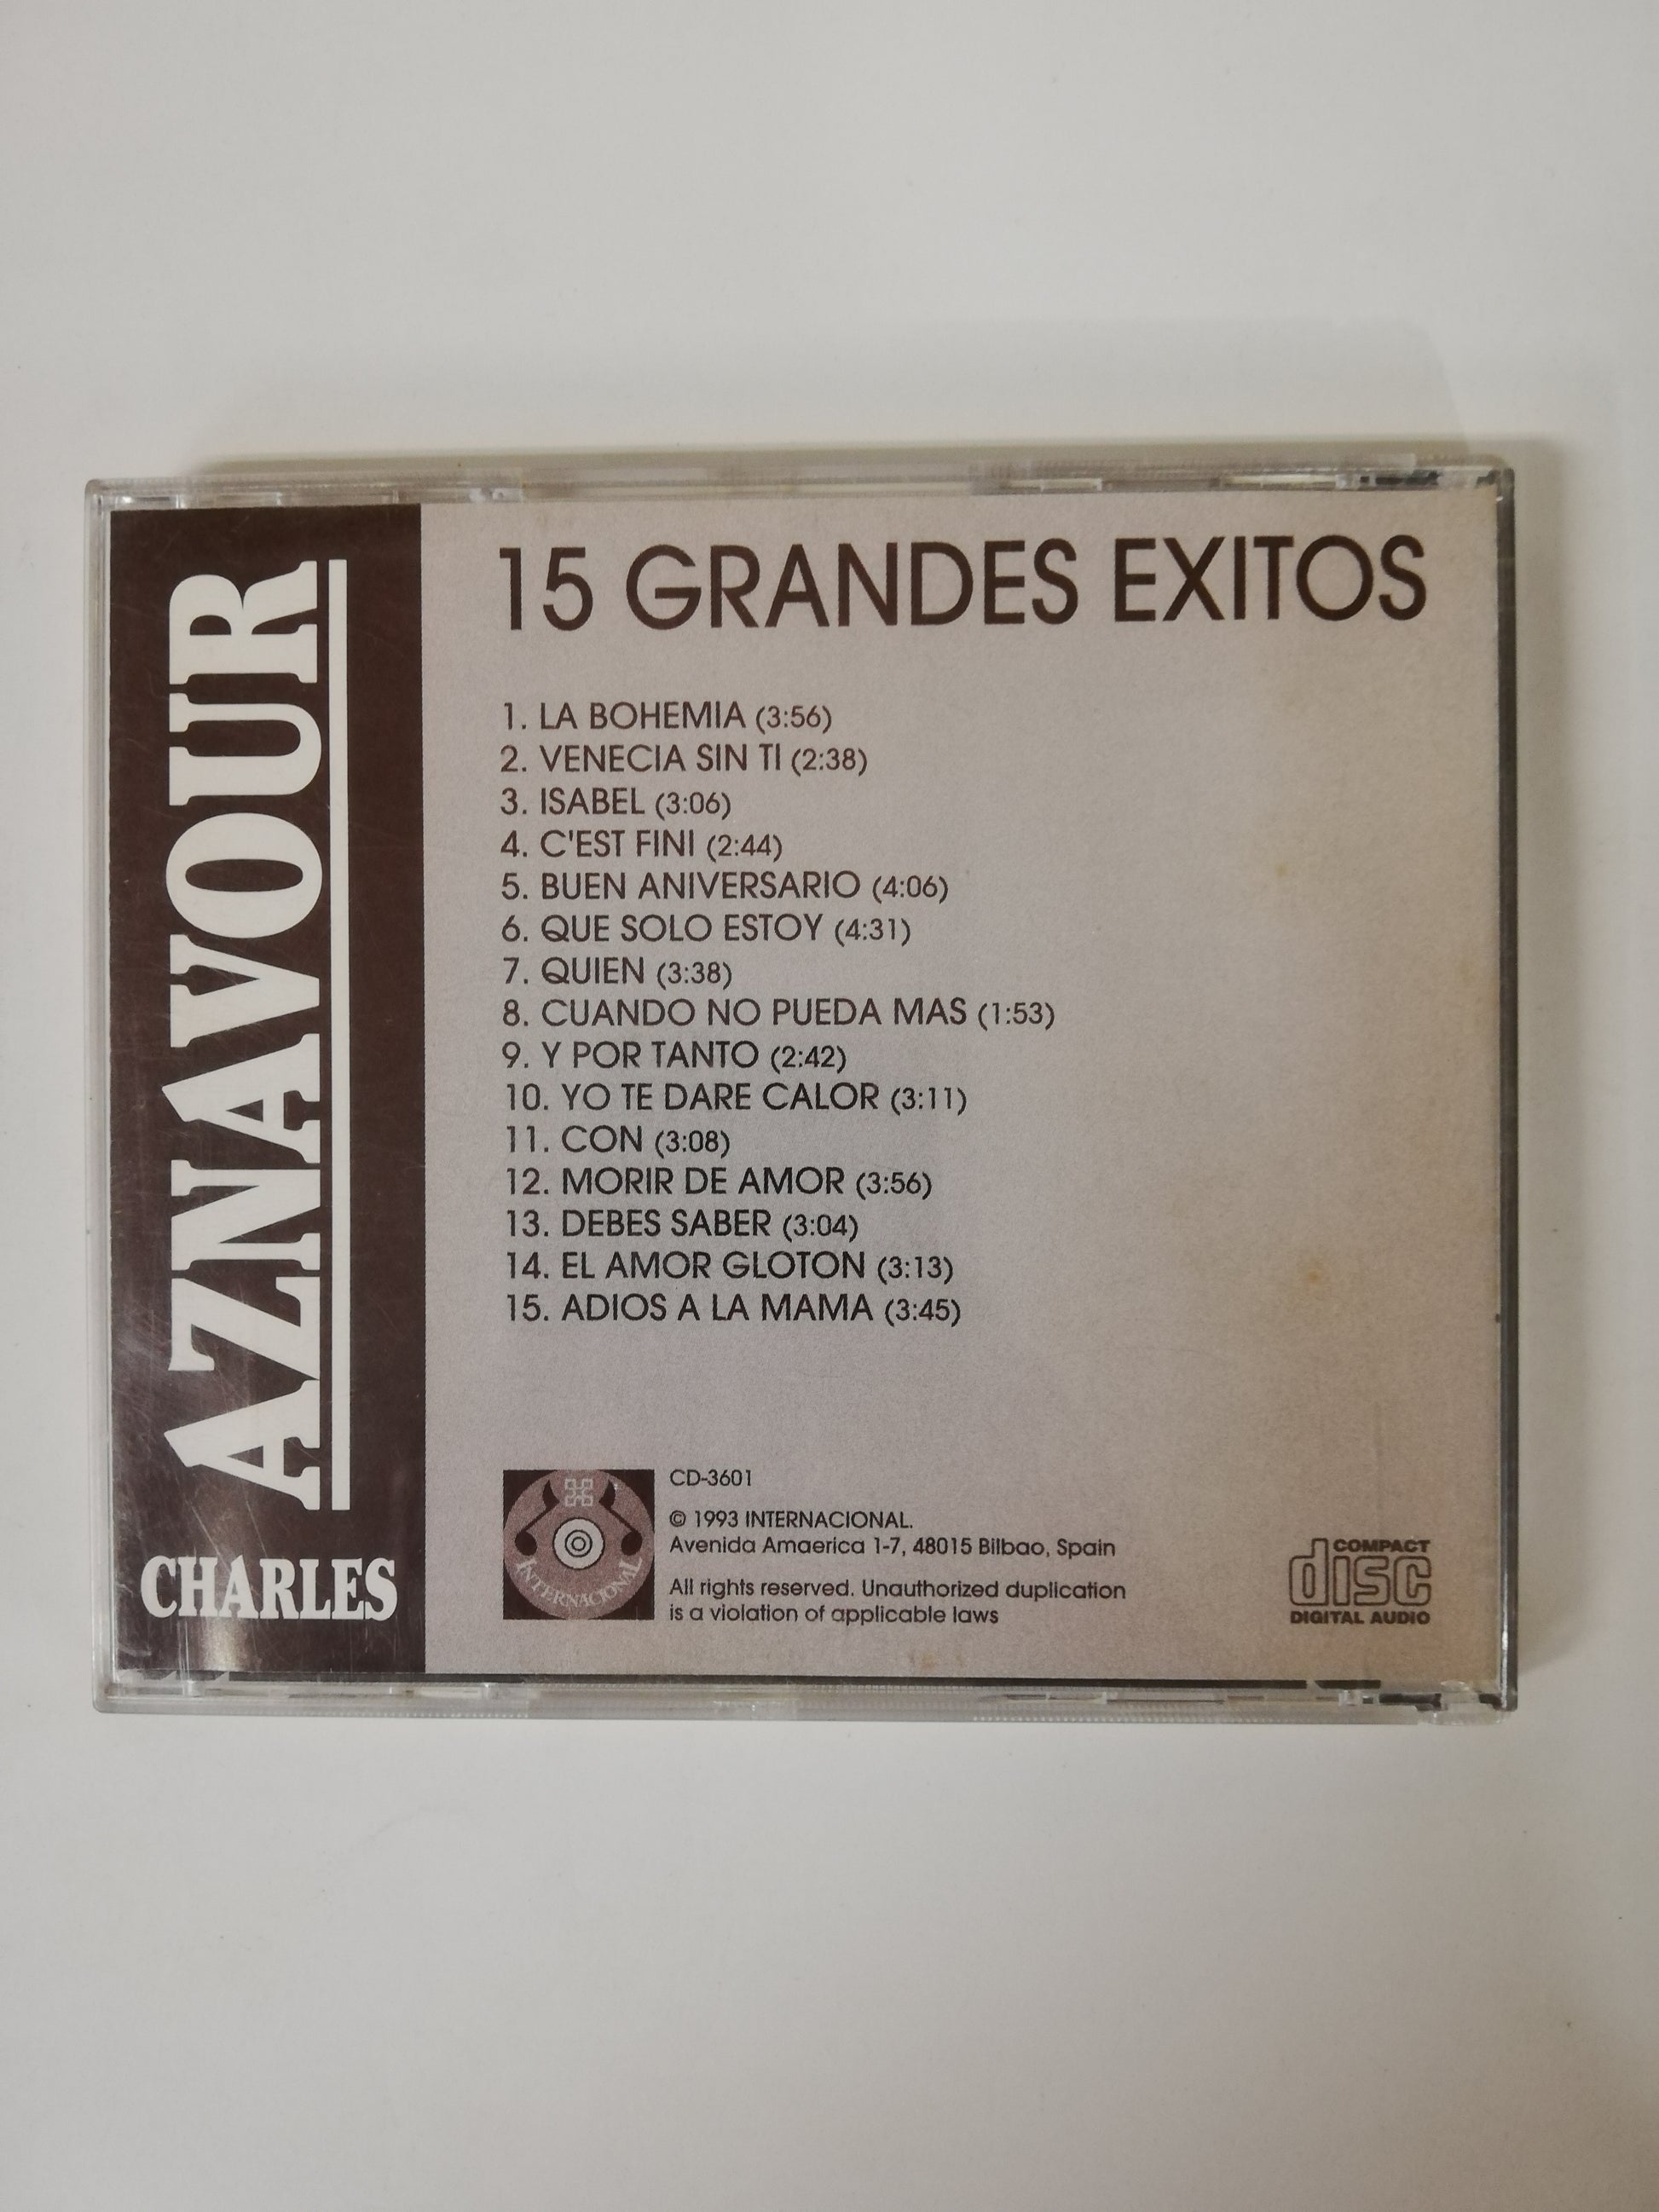 CHARLES AZNAVOUR
15 GRANDES EXITOS
1. LA BOHEMIA (3:56)
2. VENECIA SIN TI (2:38)
3. ISABEL (3:06)
4. C'EST FINI (2:44)
5. BUEN ANIVERSARIO (4:06)
6. QUE SOLO ESTOY (4:31)
7. QUIEN (3:38)
8. CUANDO NO PUEDA MAS (1:53)
9. Y POR TANTO (2:42)
10. YO TE DARE CALOR (3:11)
11. CON (3:08)
12. MORIR DE AMOR (3:56)
13. DEBES SABER (3:04)
14. EL AMOR GLOTON (3:13)
15. ADIOS A LA MAMA (3:45)
INTERNACIONAL
CD-3601
© 1993 INTERNACIONAL.
Avenida Amaerica 1-7, 48015 Bilbao, Spain
All rights reserved. Unauthorized duplication
is a violation of applicable laws
COMPACT
disc
DIGITAL AUDIO